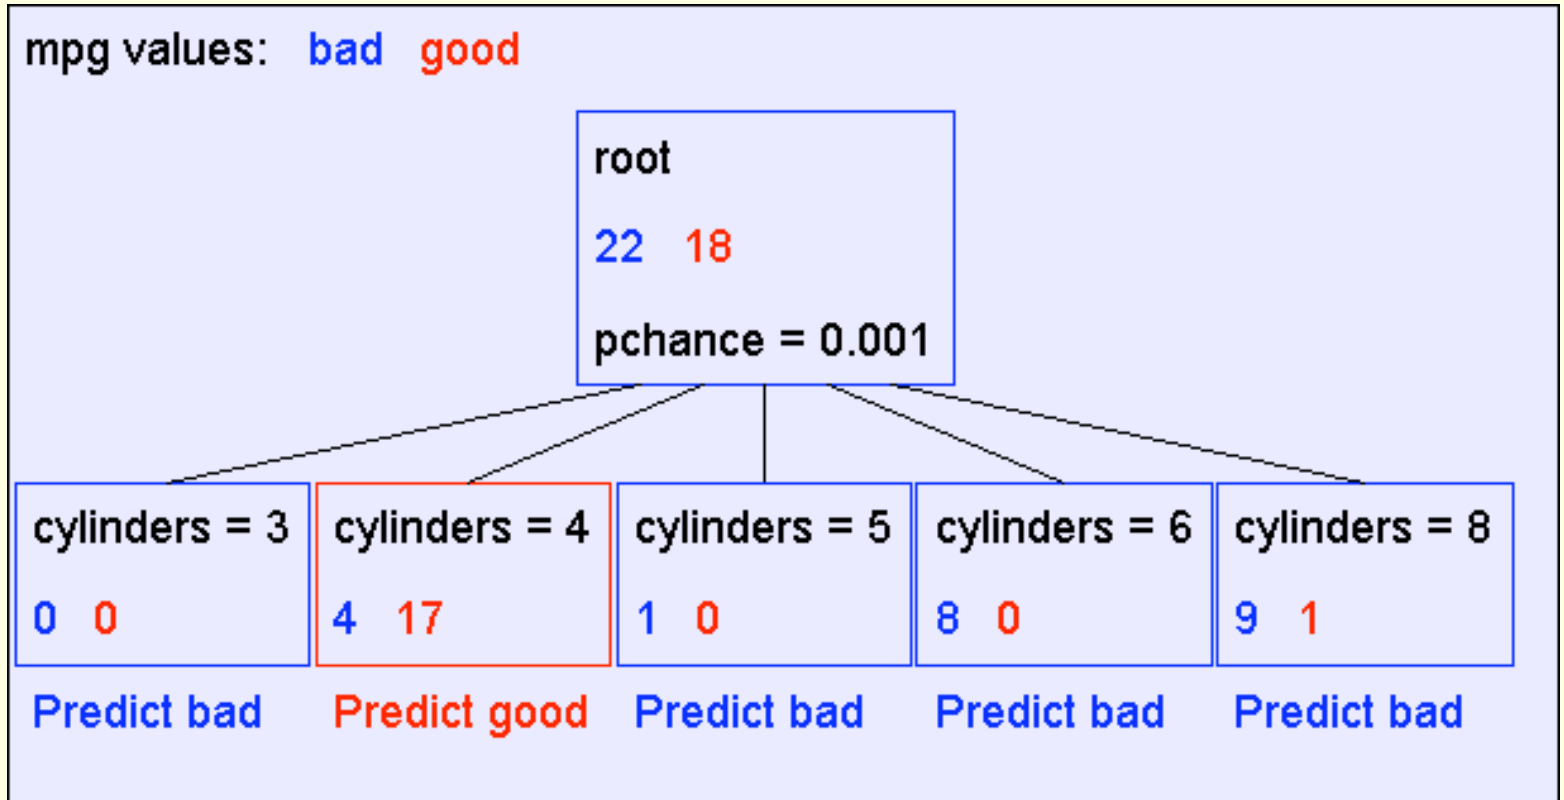 mpg values: bad good
root
22 18
pchance = 0.001
cylinders = 3 cylinders = 4 cylinders = 5 cylinders = 6 cylinders = 8
0 0 4 17 1 0 8 0 9 1
Predict bad Predict good Predict bad Predict bad Predict bad